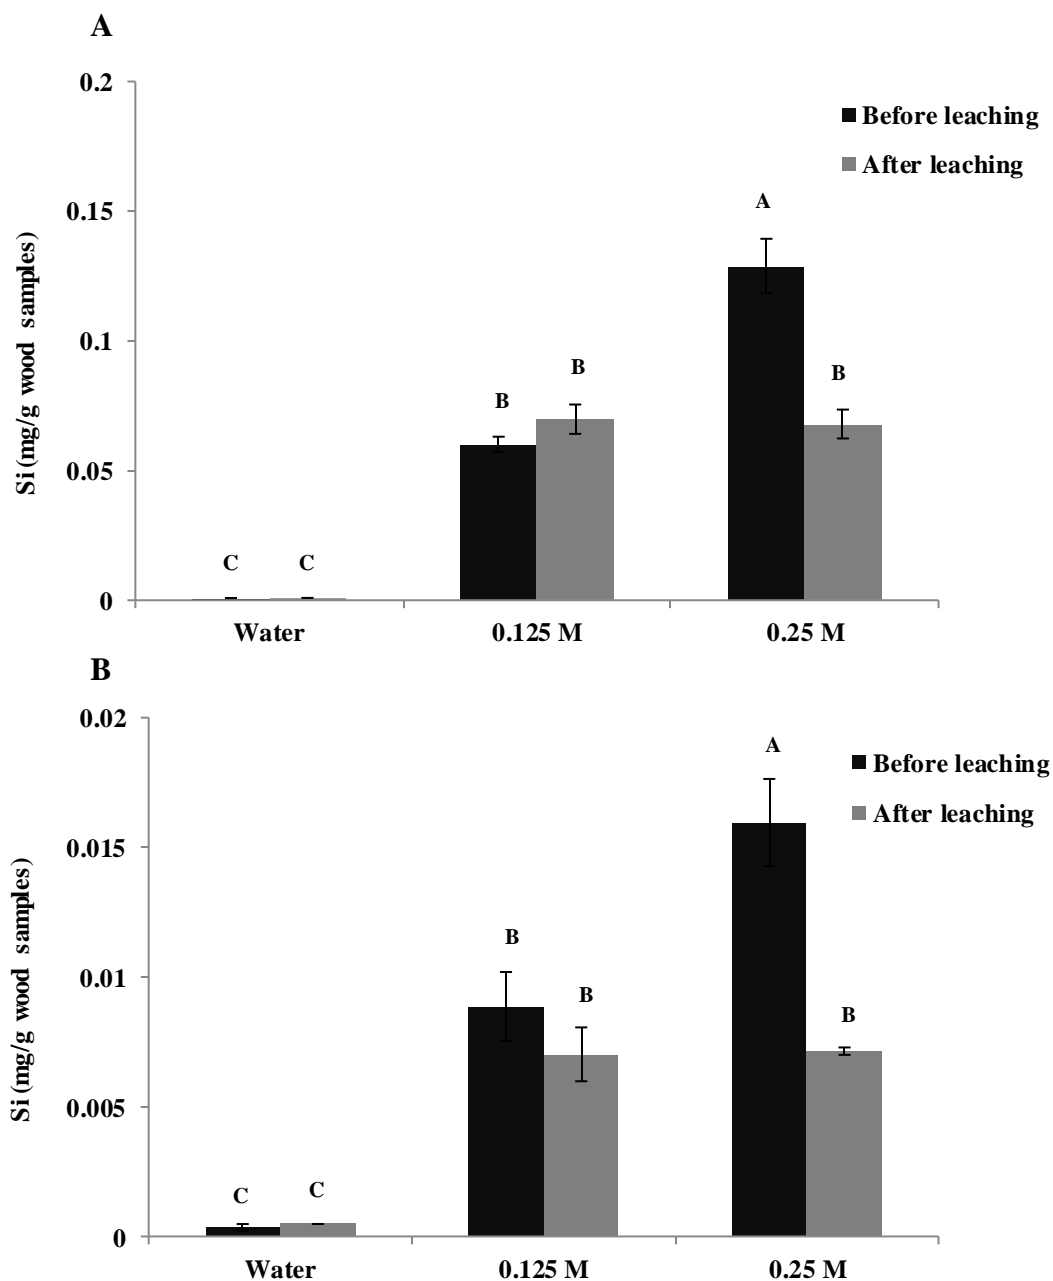 A
0.2
Before leaching
After leaching
A
0.15
Si (mg/g wood samples)
0.1
B
B
B
0.05
C
C
0
Water
0.125 M
0.25 M
B
0.02
A
Before leaching
After leaching
0.015
Si (mg/g wood samples)
B
0.01
B
B
0.005
C
C
0
Water
0.125 M
0.25 M